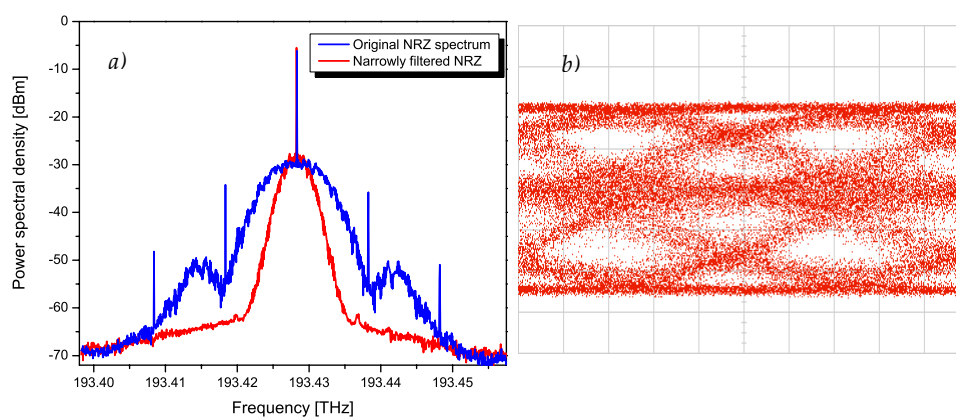 a)
Original NRZ spectrum
Narrowly filtered NRZ
b)
Power spectral density [dBm]
0
-10
-20
-30
-40
-50
-60
-70
193.40 193.41 193.42 193.43 193.44 193.45
Frequency [THz]